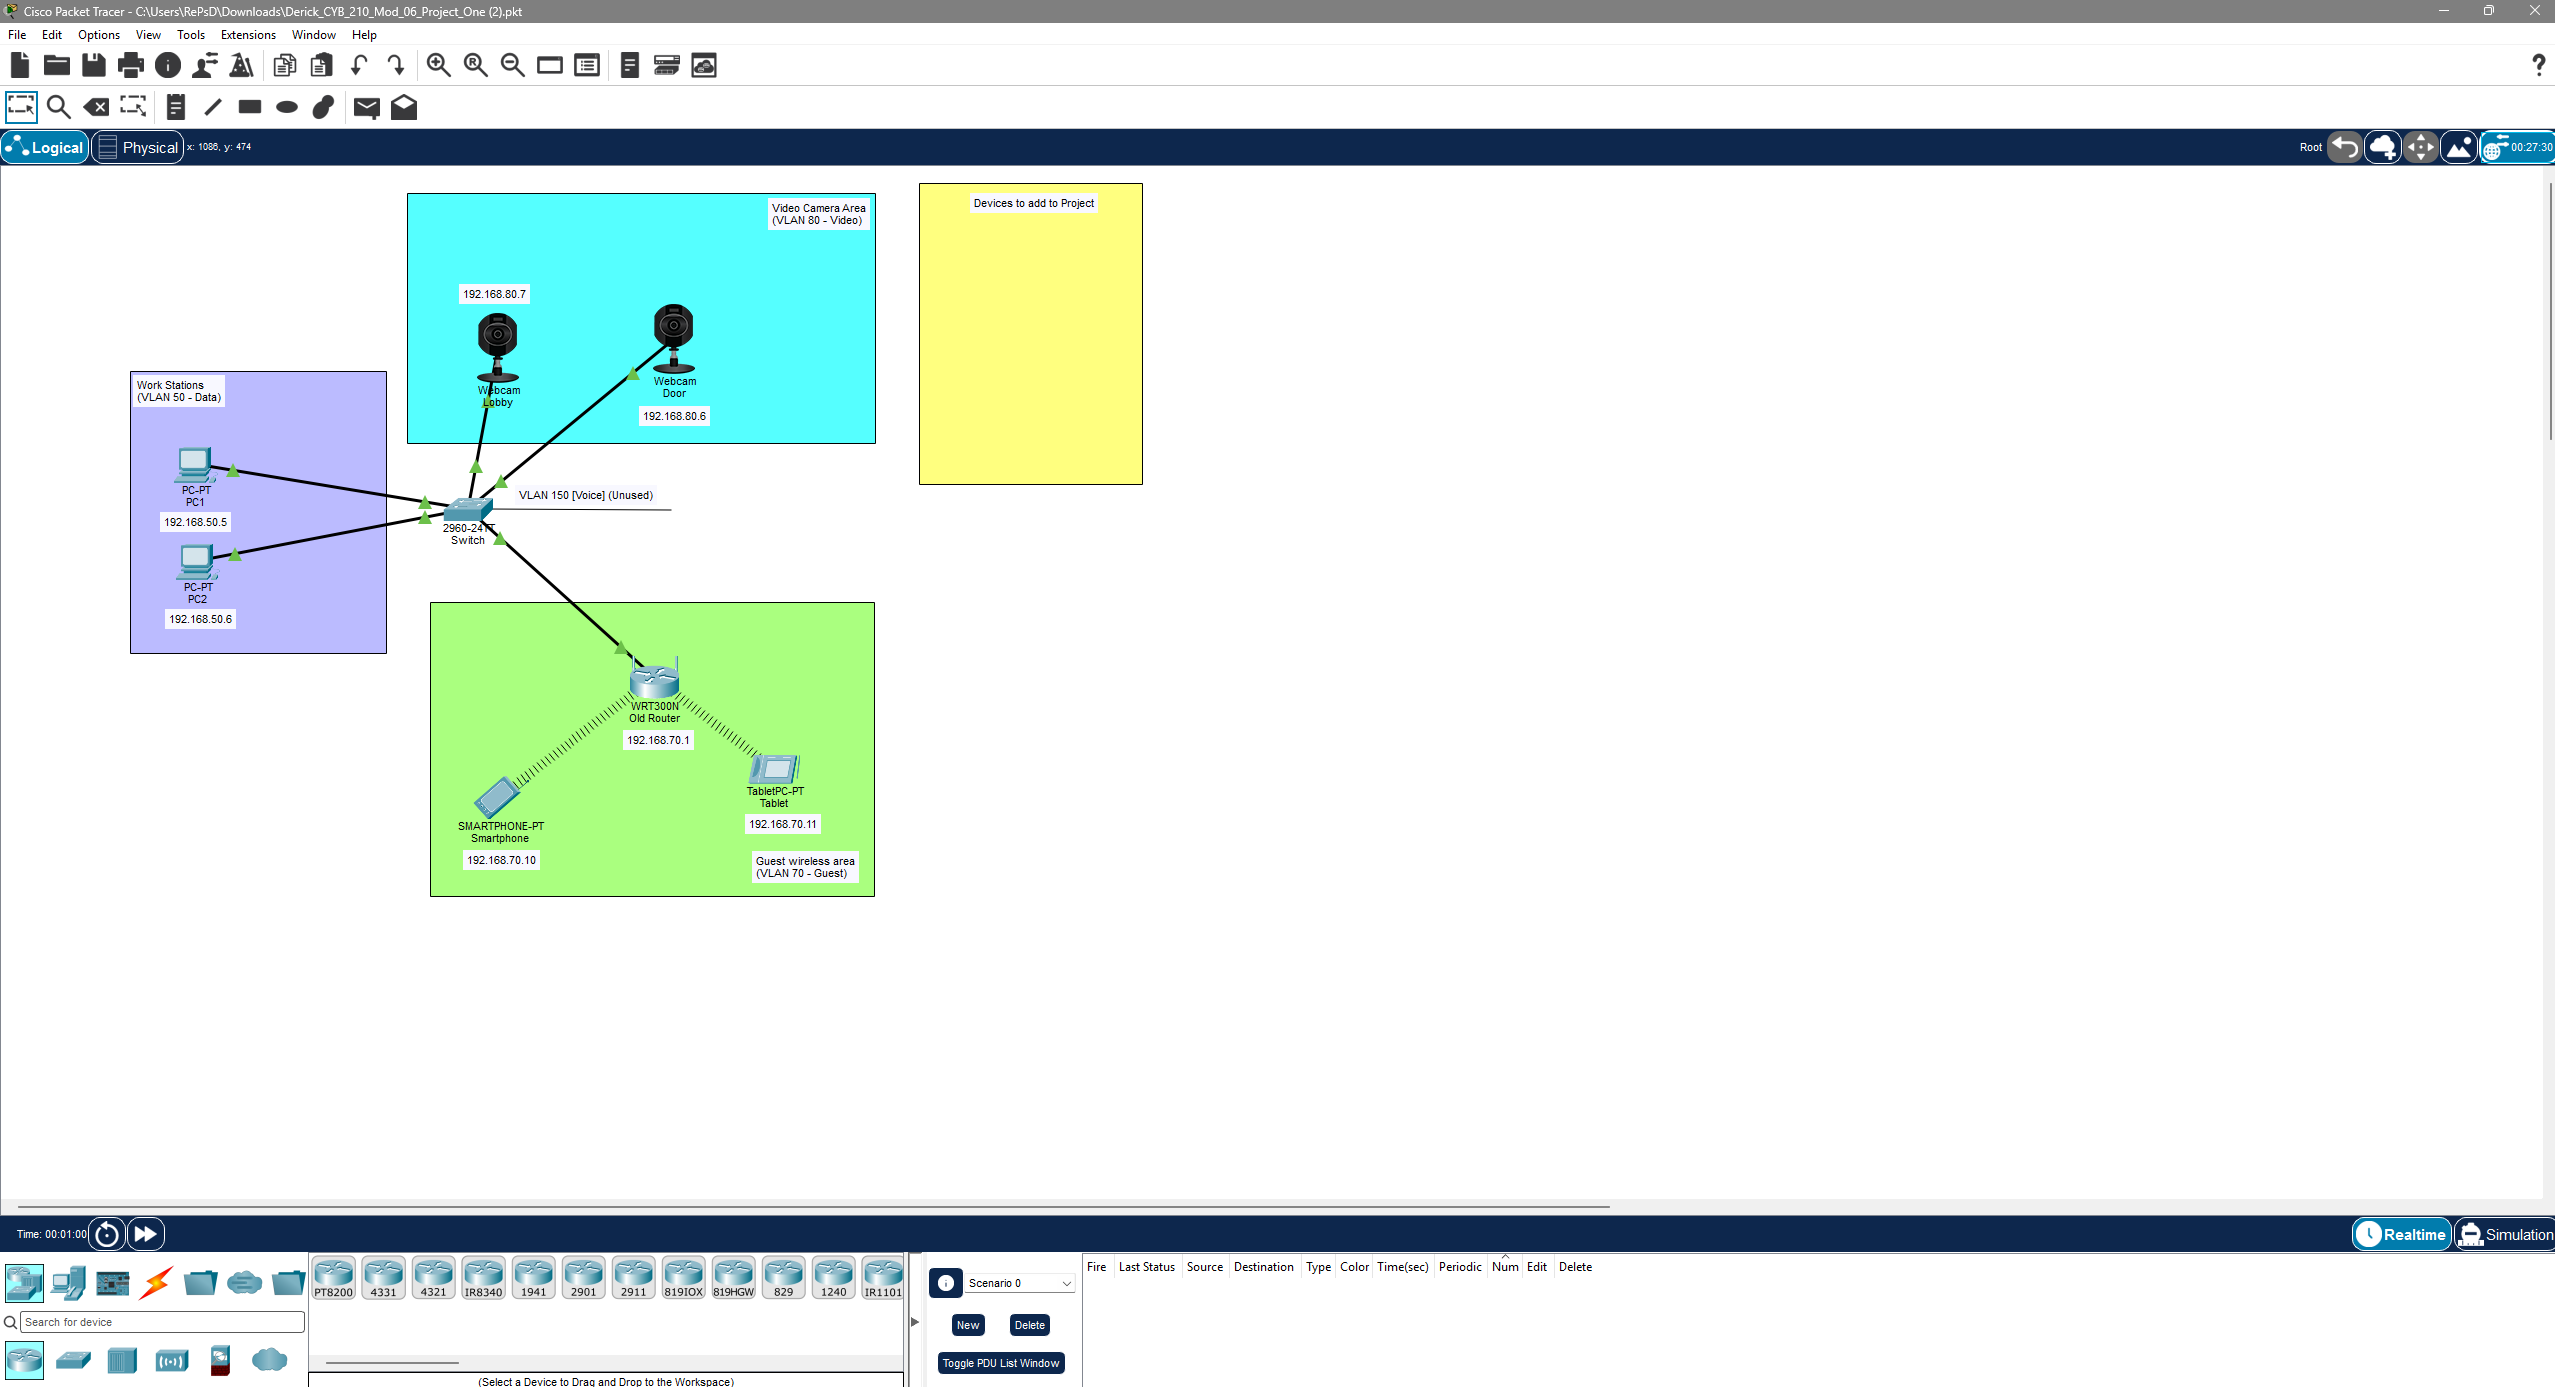 Cisco Packet Tracer - C:\Users\RePsD\Downloads\Derick_CYB_210_Mod_06_Project_One (2).pkt
File Edit Options View Tools Extensions Window Help
?
Logical Physical x: 1086, y: 474 Root 00:27:30
Video Camera Area
(VLAN 80 - Video)
Devices to add to Project
192.168.80.7
Webcam
Lobby
Webcam
Door
192.168.80.6
Work Stations
(VLAN 50 - Data)
PC-PT
PC1
192.168.50.5
PC-PT
PC2
192.168.50.6
VLAN 150 [Voice] (Unused)
2960-24TT
Switch
WRT300N
Old Router
192.168.70.1
TabletPC-PT
Tablet
192.168.70.11
SMARTPHONE-PT
Smartphone
192.168.70.10
Guest wireless area
(VLAN 70 - Guest)
Time: 00:01:00 Realtime Simulation
PT8200 4331 4321 IR8340 1941 2901 2911 819IOX 819HGW 829 1240 IR1101
Search for device
(Select a Device to Drag and Drop to the Workspace)
Scenario 0
New Delete
Toggle PDU List Window
Fire Last Status Source Destination Type Color Time(sec) Periodic Num Edit Delete